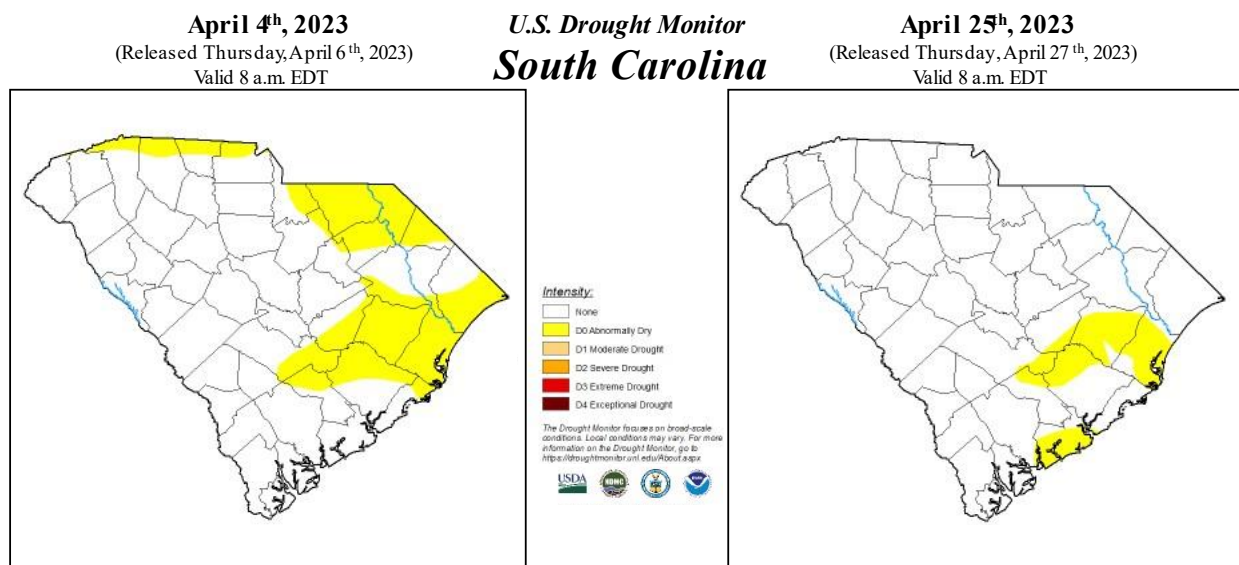 April 4th, 2023
(Released Thursday, April 6th, 2023)
Valid 8 a.m. EDT
U.S. Drought Monitor
South Carolina
April 25th, 2023
(Released Thursday, April 27th, 2023)
Valid 8 a.m. EDT
Intensity:
None
D0 Abnormally Dry
D1 Moderate Drought
D2 Severe Drought
D3 Extreme Drought
D4 Exceptional Drought
The Drought Monitor focuses on broad-scale
conditions. Local conditions may vary. For more
information on the Drought Monitor, go to
https://droughtmonitor.unl.edu/About.aspx
USDA
NDMC